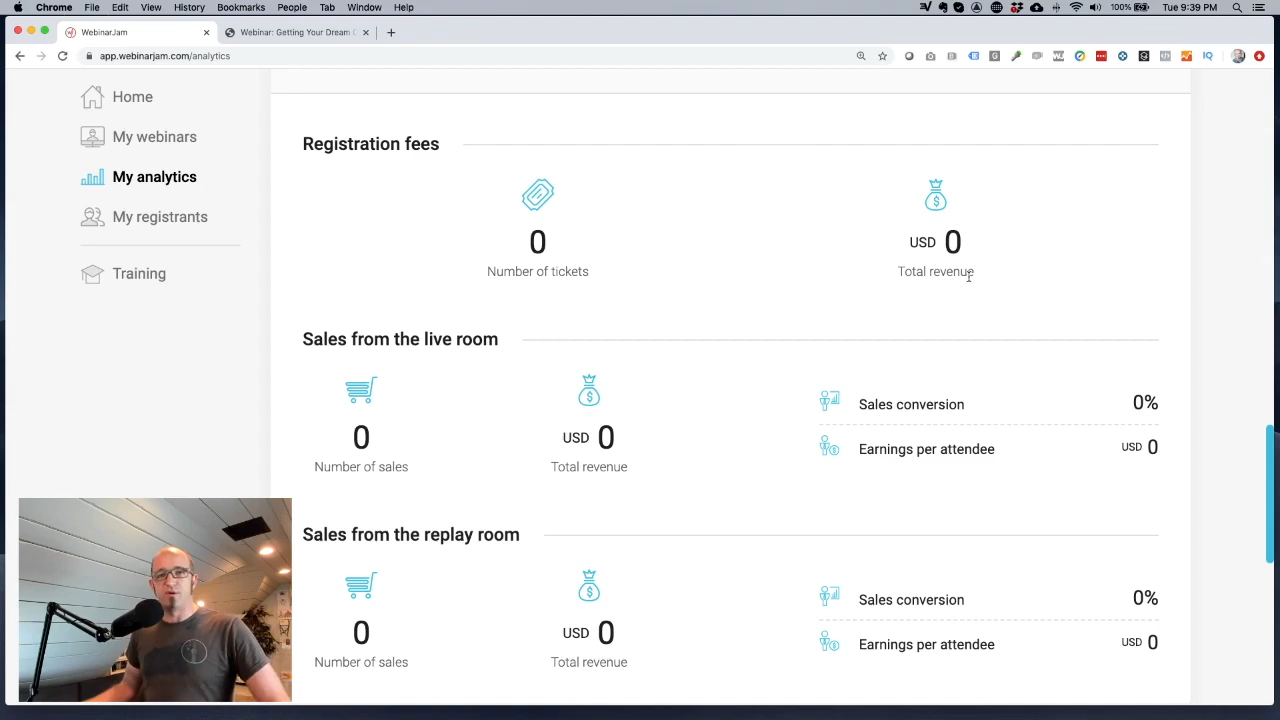 Chrome File Edit View History Bookmarks People Tab Window Help
100% Tue 9:39 PM
WebinarJam
Webinar: Getting Your Dream
app.webinarjam.com/analytics
IQ
Home
My webinars
My analytics
My registrants
Training
Registration fees
0
Number of tickets
USD 0
Total revenue
Sales from the live room
0
Number of sales
USD 0
Total revenue
Sales conversion 0%
Earnings per attendee USD 0
Sales from the replay room
0
Number of sales
USD 0
Total revenue
Sales conversion 0%
Earnings per attendee USD 0